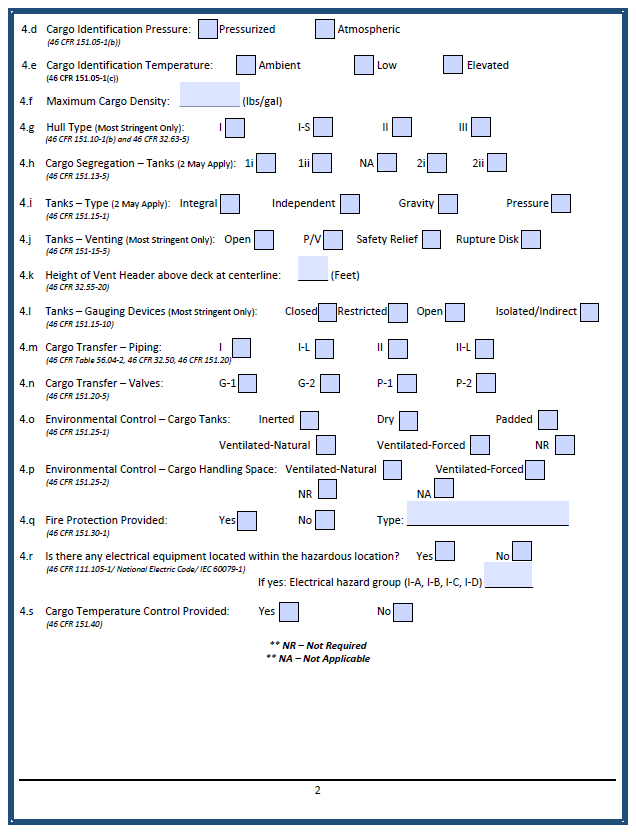 4.d Cargo Identification Pressure: Pressurized Atmospheric
(46 CFR 151.05-1(b))
4.e Cargo Identification Temperature: Ambient Low Elevated
(46 CFR 151.05-1(c))
4.f Maximum Cargo Density: (lbs/gal)
4.g Hull Type (Most Stringent Only): I I-S II III
(46 CFR 151.10-1(b) and 46 CFR 32.63-5)
4.h Cargo Segregation – Tanks (2 May Apply): 1i 1ii NA 2i 2ii
(46 CFR 151.13-5)
4.i Tanks – Type (2 May Apply): Integral Independent Gravity Pressure
(46 CFR 151.15-1)
4.j Tanks – Venting (Most Stringent Only): Open P/V Safety Relief Rupture Disk
(46 CFR 151-15-5)
4.k Height of Vent Header above deck at centerline: (Feet)
(46 CFR 32.55-20)
4.l Tanks – Gauging Devices (Most Stringent Only): Closed Restricted Open Isolated/Indirect
(46 CFR 151.15-10)
4.m Cargo Transfer – Piping: I I-L II II-L
(46 CFR Table 56.04-2, 46 CFR 32.50, 46 CFR 151.20)
4.n Cargo Transfer – Valves: G-1 G-2 P-1 P-2
(46 CFR 151.20-5)
4.o Environmental Control – Cargo Tanks: Inerted Dry Padded
(46 CFR 151.25-1)
Ventilated-Natural Ventilated-Forced NR
4.p Environmental Control – Cargo Handling Space: Ventilated-Natural Ventilated-Forced
(46 CFR 151.25-2)
NR NA
4.q Fire Protection Provided: Yes No Type:
(46 CFR 151.30-1)
4.r Is there any electrical equipment located within the hazardous location? Yes No
(46 CFR 111.105-1/ National Electric Code/ IEC 60079-1)
If yes: Electrical hazard group (I-A, I-B, I-C, I-D)
4.s Cargo Temperature Control Provided: Yes No
(46 CFR 151.40)
** NR – Not Required
** NA – Not Applicable
2